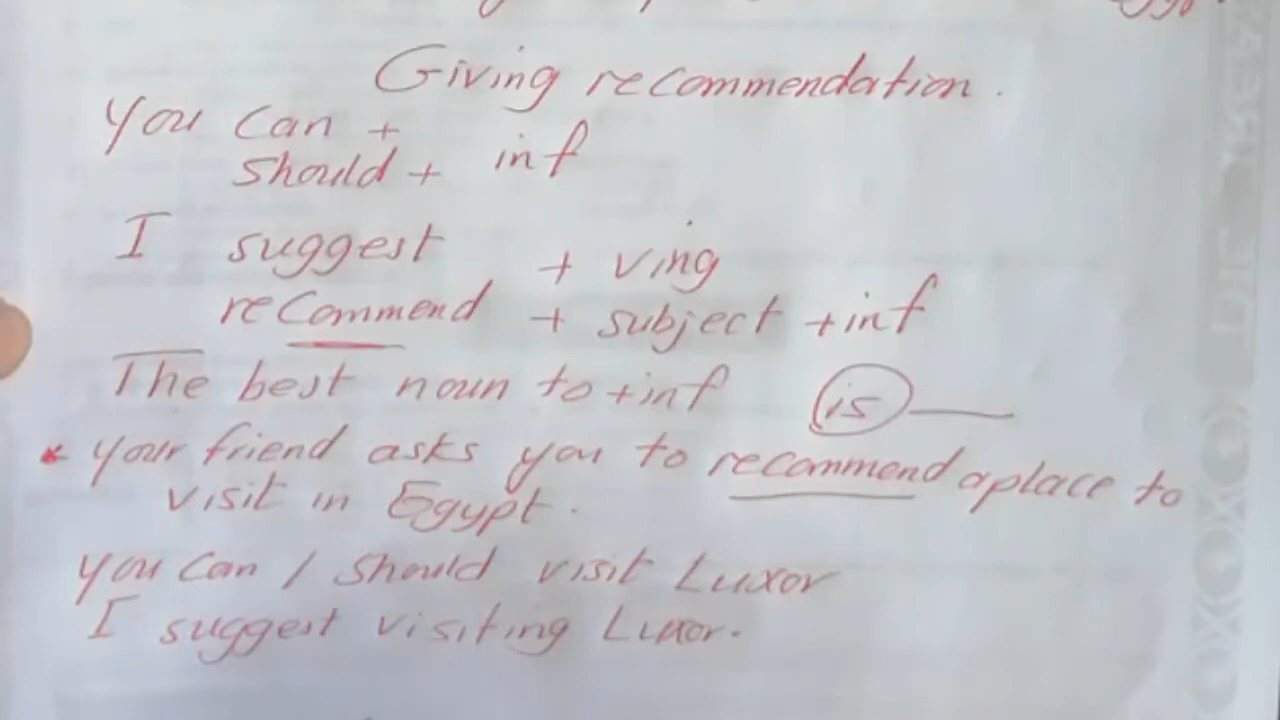 Giving recommendation.
You can +
should + inf
I suggest + ving
recommend + subject + inf
The best noun to + inf is
* your friend asks you to recommend a place to
visit in Egypt.
you can / should visit Luxor
I suggest visiting Luxor.